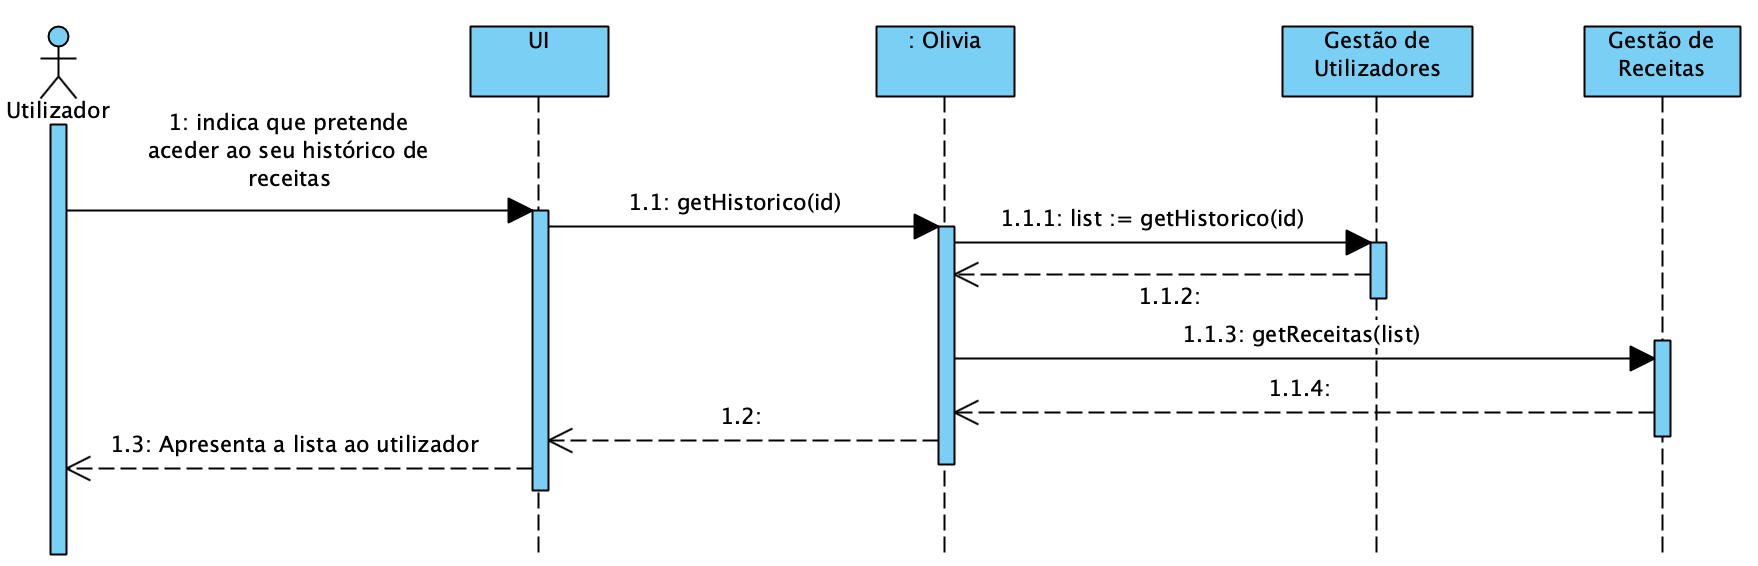 UI
: Olivia
Gestão de
Utilizadores
Gestão de
Receitas
Utilizador
1: indica que pretende
aceder ao seu histórico de
receitas
1.1: getHistorico(id)
1.1.1: list := getHistorico(id)
1.1.2:
1.1.3: getReceitas(list)
1.1.4:
1.2:
1.3: Apresenta a lista ao utilizador